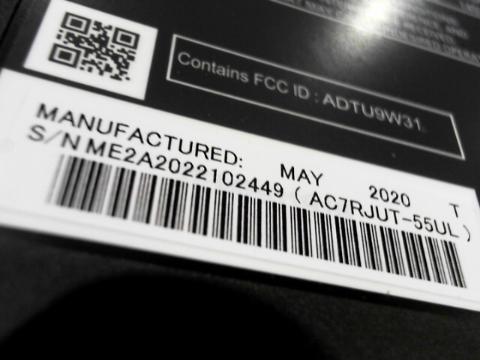 Contains FCC ID : ADTU9W31
MANUFACTURED: MAY 2020 T
S/N ME2A2022102449 ( AC7RJUT-55UL )